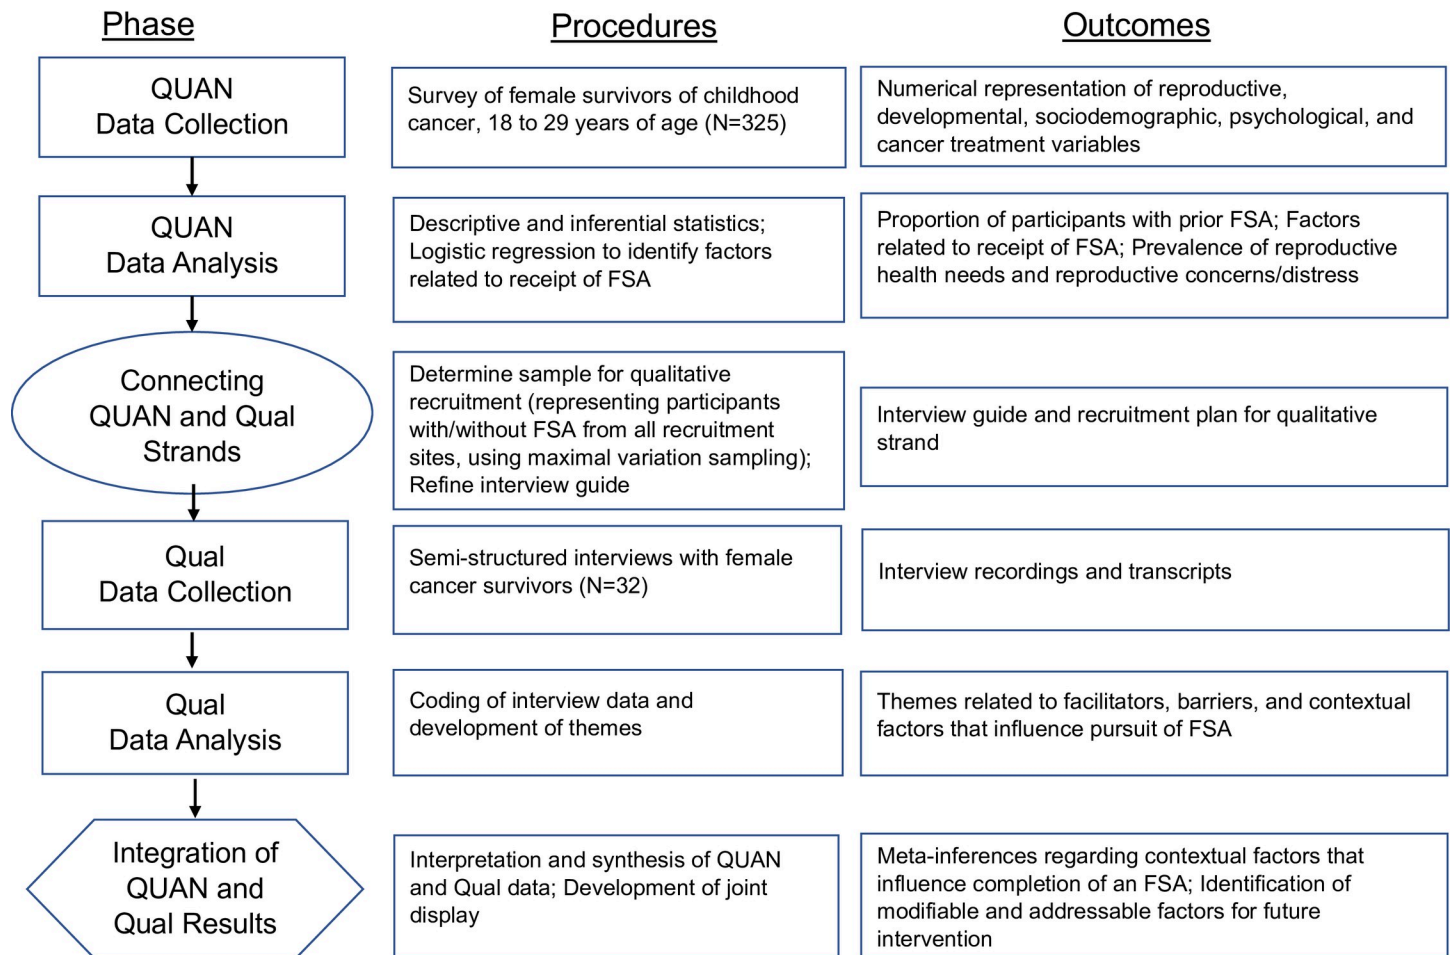 Phase
Procedures
Outcomes
QUAN
Data Collection
Survey of female survivors of childhood
cancer, 18 to 29 years of age (N=325)
Numerical representation of reproductive,
developmental, sociodemographic, psychological, and
cancer treatment variables
QUAN
Data Analysis
Descriptive and inferential statistics;
Logistic regression to identify factors
related to receipt of FSA
Proportion of participants with prior FSA; Factors
related to receipt of FSA; Prevalence of reproductive
health needs and reproductive concerns/distress
Connecting
QUAN and Qual
Strands
Determine sample for qualitative
recruitment (representing participants
with/without FSA from all recruitment
sites, using maximal variation sampling);
Refine interview guide
Interview guide and recruitment plan for qualitative
strand
Qual
Data Collection
Semi-structured interviews with female
cancer survivors (N=32)
Interview recordings and transcripts
Qual
Data Analysis
Coding of interview data and
development of themes
Themes related to facilitators, barriers, and contextual
factors that influence pursuit of FSA
Integration of
QUAN and
Qual Results
Interpretation and synthesis of QUAN
and Qual data; Development of joint
display
Meta-inferences regarding contextual factors that
influence completion of an FSA; Identification of
modifiable and addressable factors for future
intervention